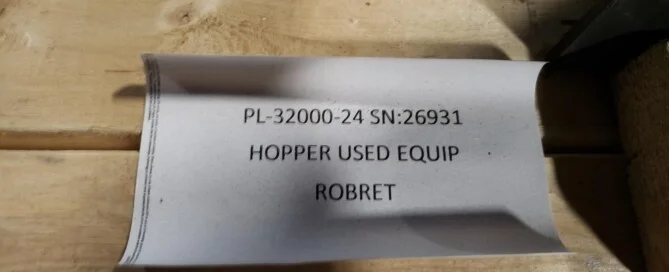 PL-32000-24 SN:26931
HOPPER USED EQUIP
ROBRET